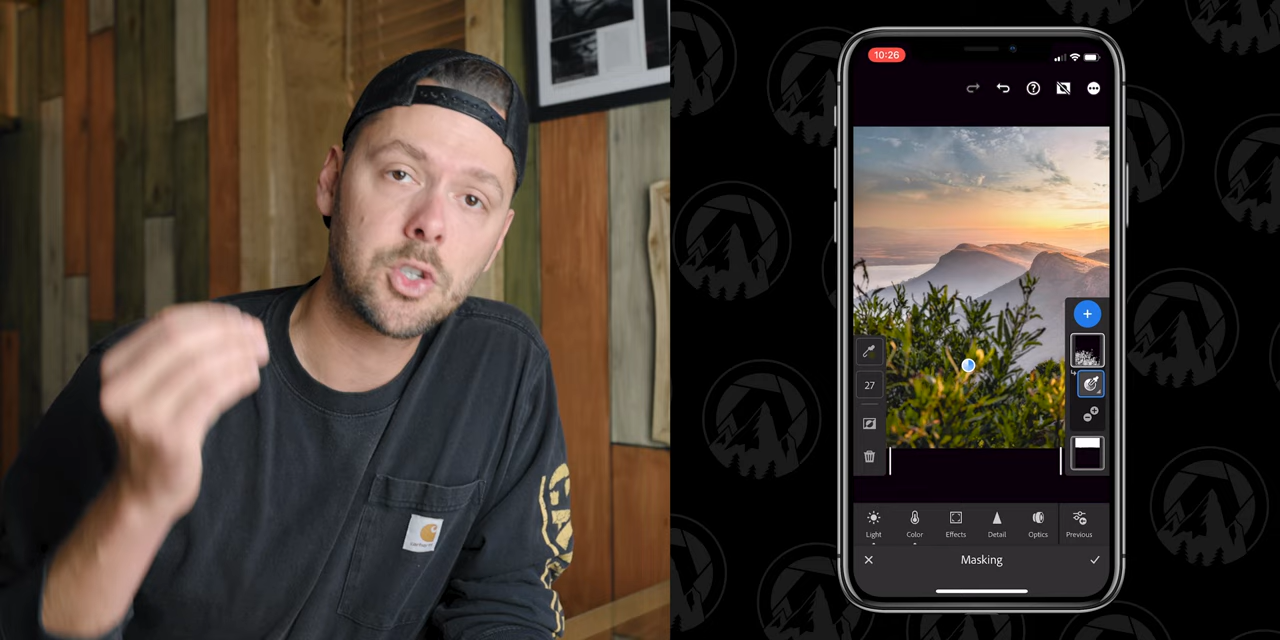 10:26
27
Light
Color
Effects
Detail
Optics
Previous
Masking